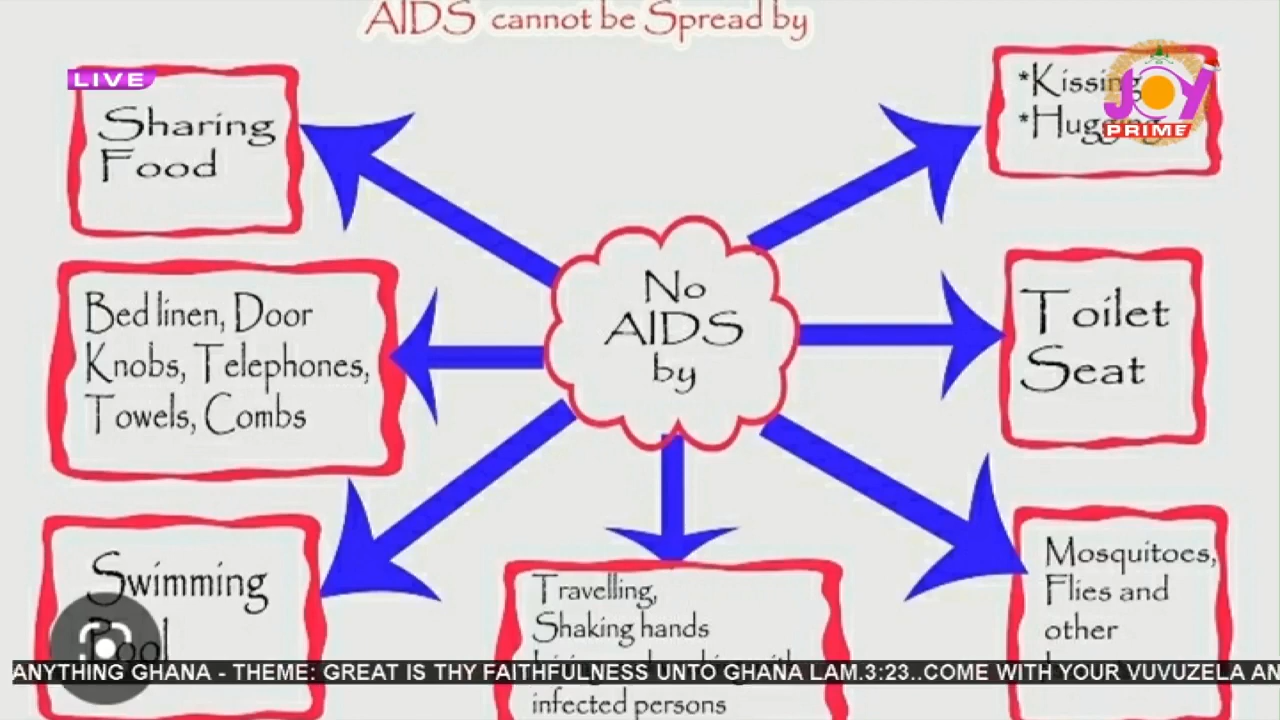 AIDS cannot be Spread by
LIVE
Sharing
Food
*Kissing
*Hugging
JOY
PRIME
No
AIDS
by
Bed linen, Door
Knobs, Telephones,
Towels, Combs
Toilet
Seat
Swimming
Pool
Travelling,
Shaking hands
infected persons
Mosquitoes,
Flies and
other
ANYTHING GHANA - THEME: GREAT IS THY FAITHFULNESS UNTO GHANA LAM.3:23..COME WITH YOUR VUVUZELA AN